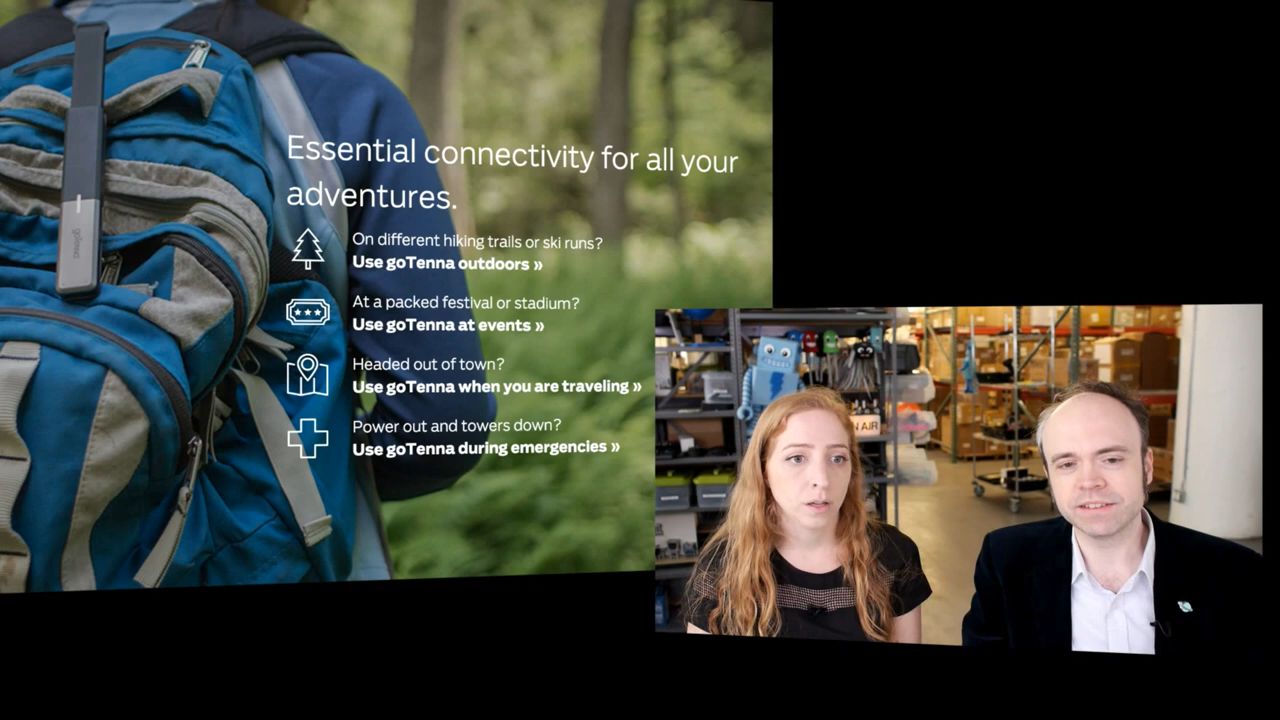 Essential connectivity for all your
adventures.
On different hiking trails or ski runs?
Use goTenna outdoors »
At a packed festival or stadium?
Use goTenna at events »
Headed out of town?
Use goTenna when you are traveling »
Power out and towers down?
Use goTenna during emergencies »
goTenna
N AIR